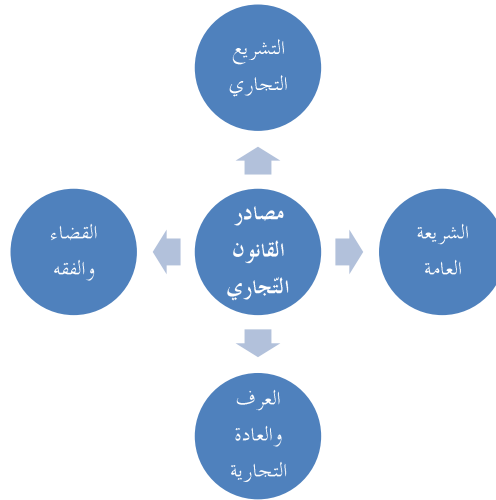 التشريع
التجاري
الشريعة
العامة
مصادر
القانون
التّجاري
القضاء
والفقه
العرف
والعادة
التجارية